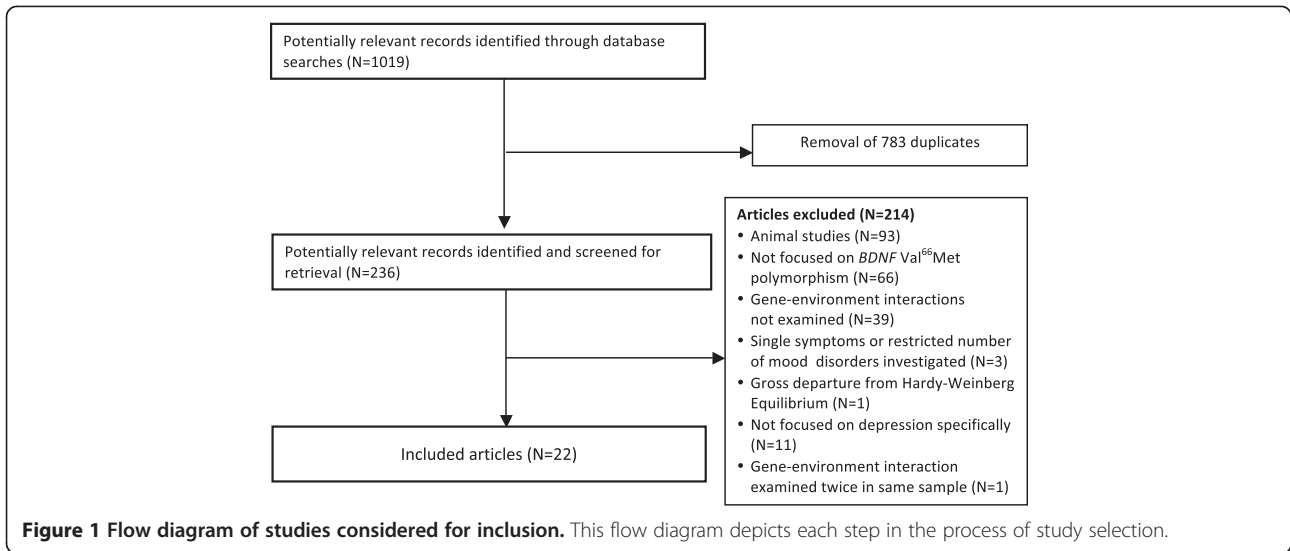 Potentially relevant records identified through database
searches (N=1019)
Removal of 783 duplicates
Potentially relevant records identified and screened for
retrieval (N=236)
Articles excluded (N=214)
• Animal studies (N=93)
• Not focused on BDNF Val⁶⁶Met
polymorphism (N=66)
• Gene-environment interactions
not examined (N=39)
• Single symptoms or restricted number
of mood disorders investigated (N=3)
• Gross departure from Hardy-Weinberg
Equilibrium (N=1)
• Not focused on depression specifically
(N=11)
• Gene-environment interaction
examined twice in same sample (N=1)
Included articles (N=22)
Figure 1 Flow diagram of studies considered for inclusion. This flow diagram depicts each step in the process of study selection.